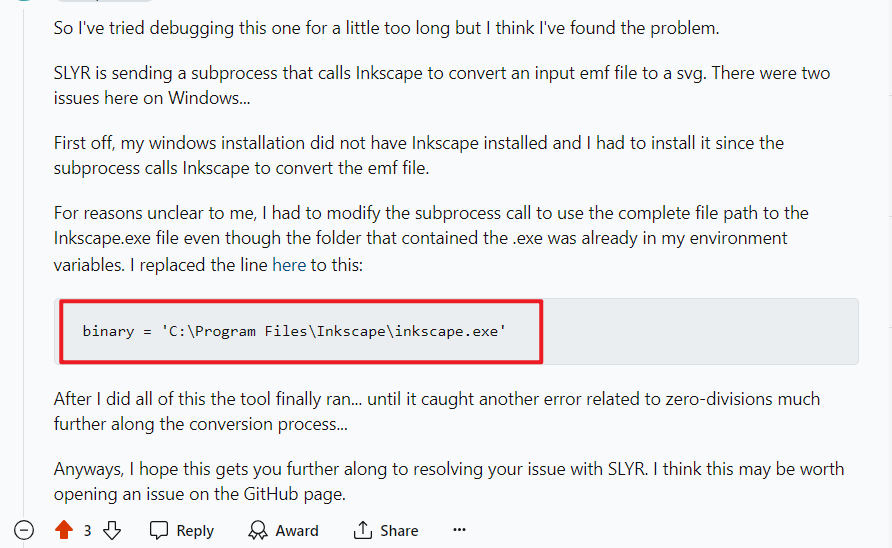 So I've tried debugging this one for a little too long but I think I've found the problem.
SLYR is sending a subprocess that calls Inkscape to convert an input emf file to a svg. There were two
issues here on Windows...
First off, my windows installation did not have Inkscape installed and I had to install it since the
subprocess calls Inkscape to convert the emf file.
For reasons unclear to me, I had to modify the subprocess call to use the complete file path to the
Inkscape.exe file even though the folder that contained the .exe was already in my environment
variables. I replaced the line here to this:
binary = 'C:\Program Files\Inkscape\inkscape.exe'
After I did all of this the tool finally ran... until it caught another error related to zero-divisions much
further along the conversion process...
Anyways, I hope this gets you further along to resolving your issue with SLYR. I think this may be worth
opening an issue on the GitHub page.
3 Reply Award Share ...